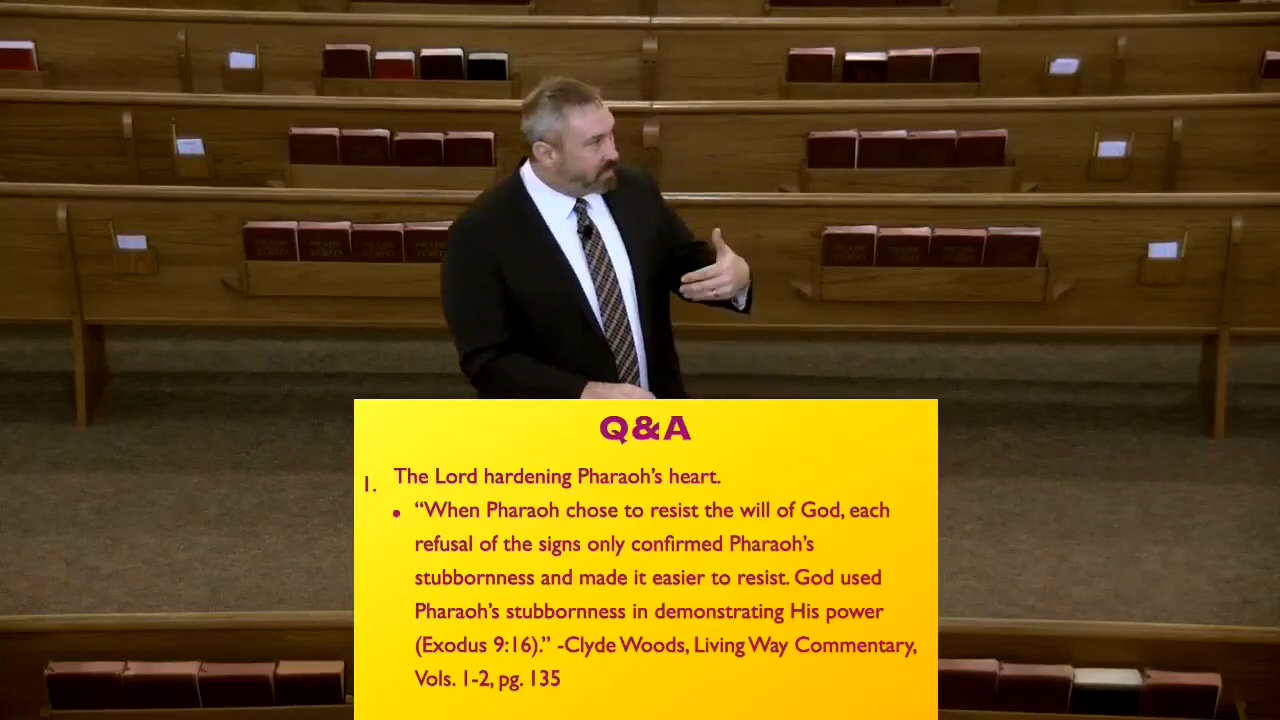 Q&A
1. The Lord hardening Pharaoh's heart.
• “When Pharaoh chose to resist the will of God, each
refusal of the signs only confirmed Pharaoh's
stubbornness and made it easier to resist. God used
Pharaoh's stubbornness in demonstrating His power
(Exodus 9:16).” -Clyde Woods, Living Way Commentary,
Vols. 1-2, pg. 135